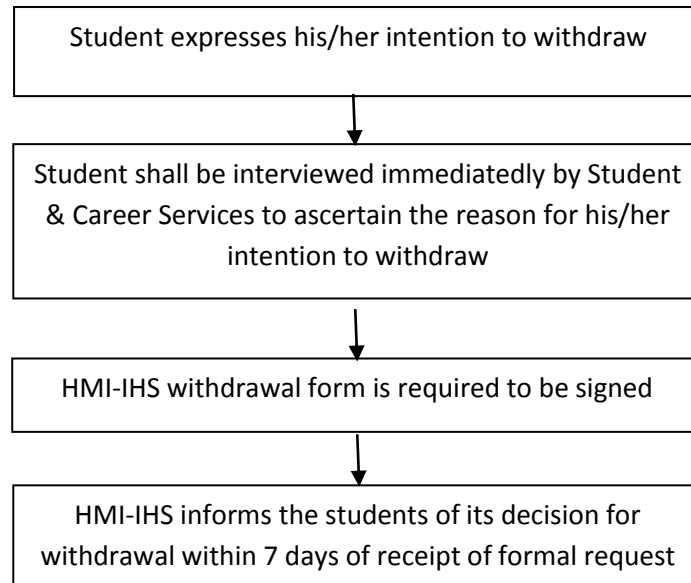 Student expresses his/her intention to withdraw
Student shall be interviewed immediatedly by Student
& Career Services to ascertain the reason for his/her
intention to withdraw
HMI-IHS withdrawal form is required to be signed
HMI-IHS informs the students of its decision for
withdrawal within 7 days of receipt of formal request